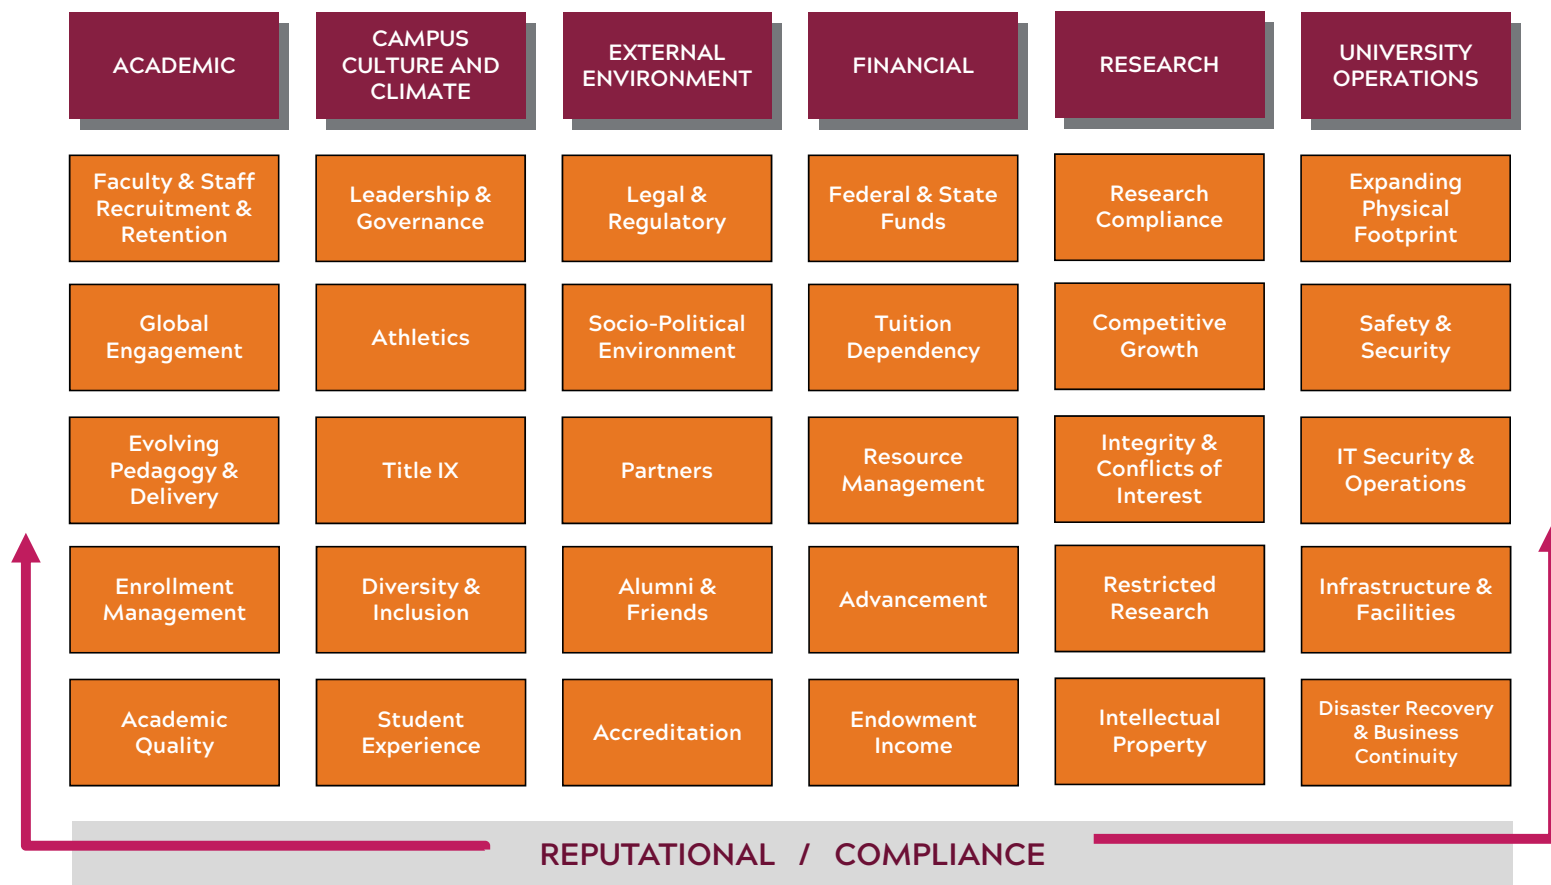 ACADEMIC
CAMPUS
CULTURE AND
CLIMATE
EXTERNAL
ENVIRONMENT
FINANCIAL
RESEARCH
UNIVERSITY
OPERATIONS
Faculty & Staff
Recruitment &
Retention
Leadership &
Governance
Legal &
Regulatory
Federal & State
Funds
Research
Compliance
Expanding
Physical
Footprint
Global
Engagement
Athletics
Socio-Political
Environment
Tuition
Dependency
Competitive
Growth
Safety &
Security
Evolving
Pedagogy &
Delivery
Title IX
Partners
Resource
Management
Integrity &
Conflicts of
Interest
IT Security &
Operations
Enrollment
Management
Diversity &
Inclusion
Alumni &
Friends
Advancement
Restricted
Research
Infrastructure &
Facilities
Academic
Quality
Student
Experience
Accreditation
Endowment
Income
Intellectual
Property
Disaster Recovery
& Business
Continuity
REPUTATIONAL / COMPLIANCE